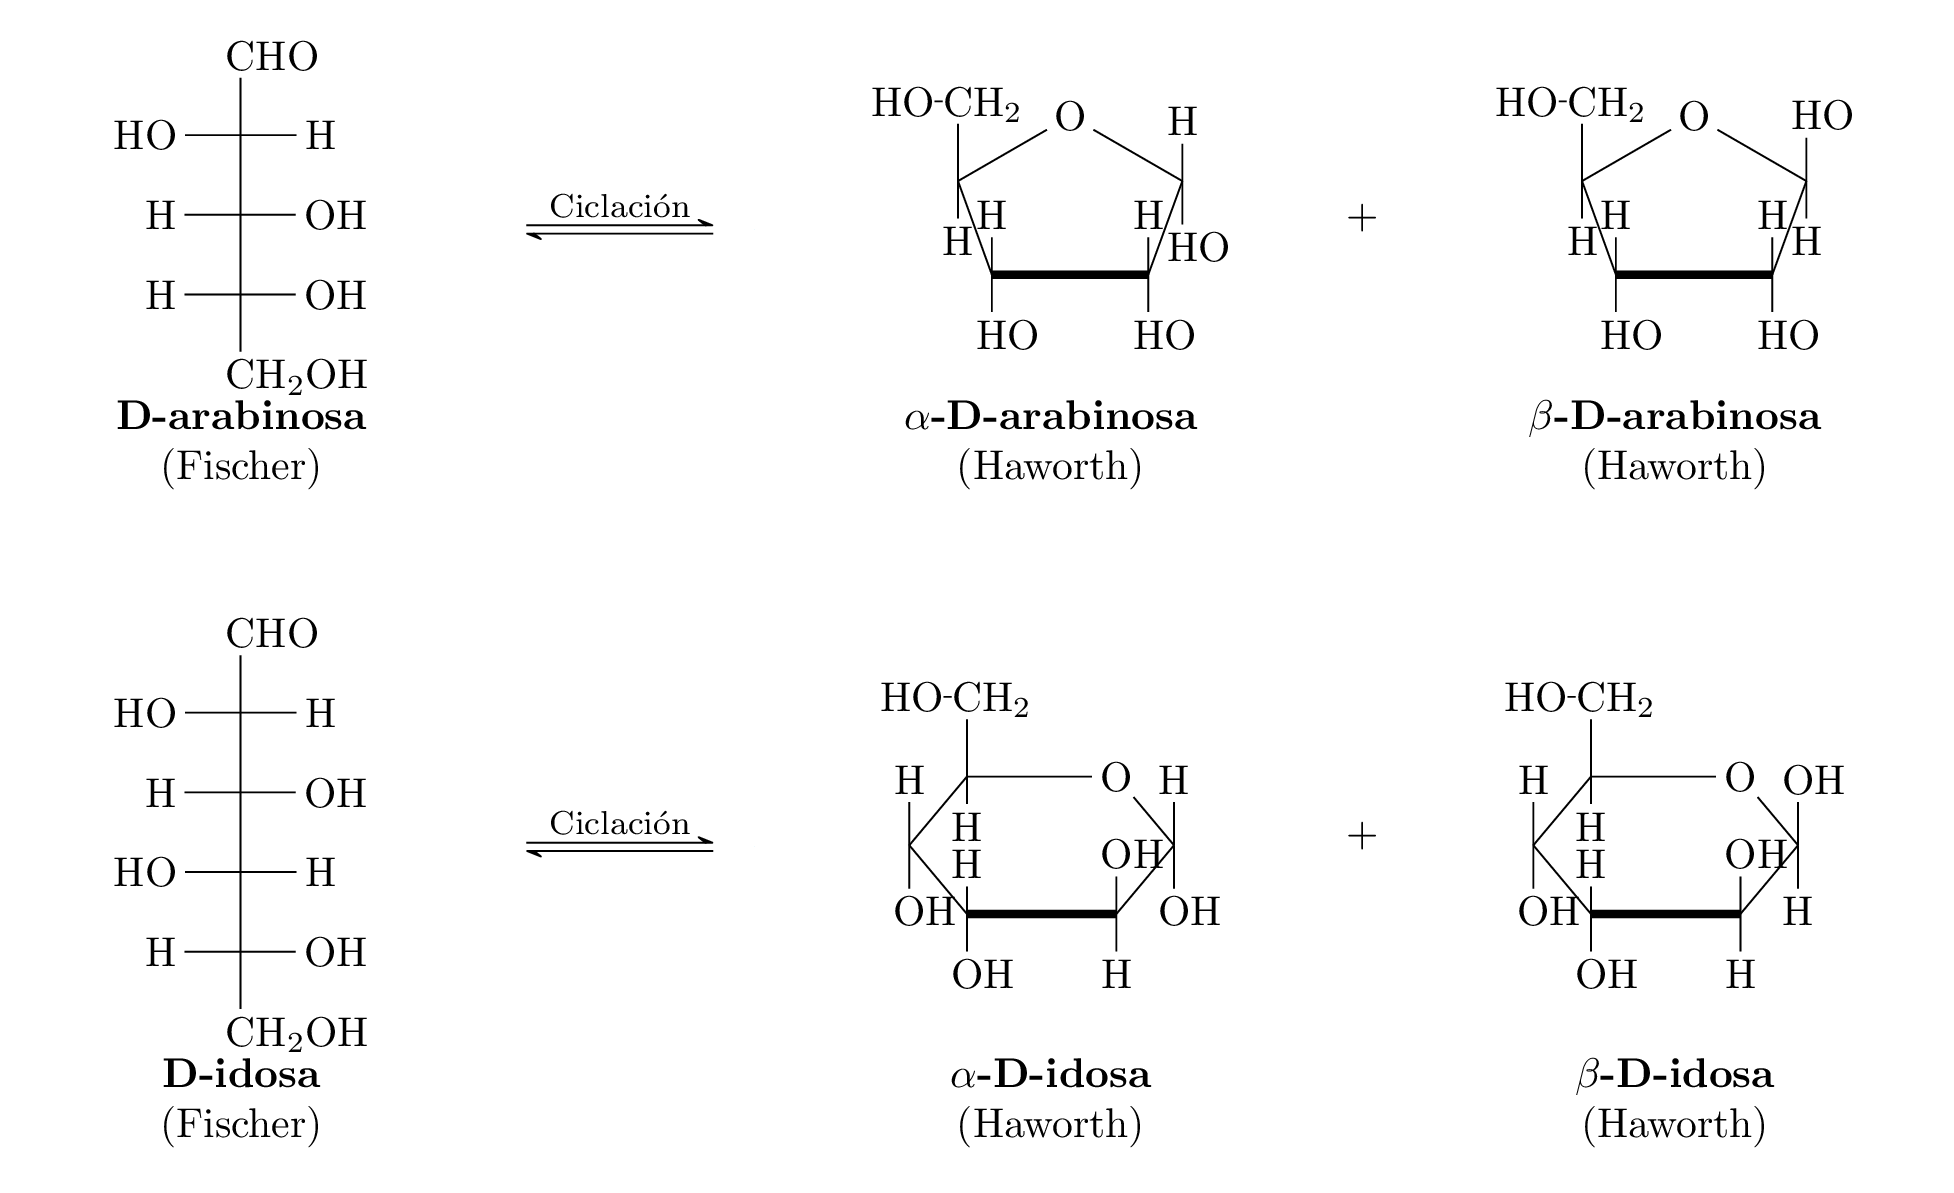 CHO
HO H
H OH
H OH
CH₂OH
D-arabinosa
(Fischer)
Ciclación
HO-CH₂ O H
H H H HO
HO HO
α-D-arabinosa
(Haworth)
+
HO-CH₂ O HO
H H H H
HO HO
β-D-arabinosa
(Haworth)
CHO
HO H
H OH
HO H
H OH
CH₂OH
D-idosa
(Fischer)
Ciclación
HO-CH₂
H O H
H
H OH
OH OH
OH H
α-D-idosa
(Haworth)
+
HO-CH₂
H O OH
H
H OH
OH H
OH H
β-D-idosa
(Haworth)